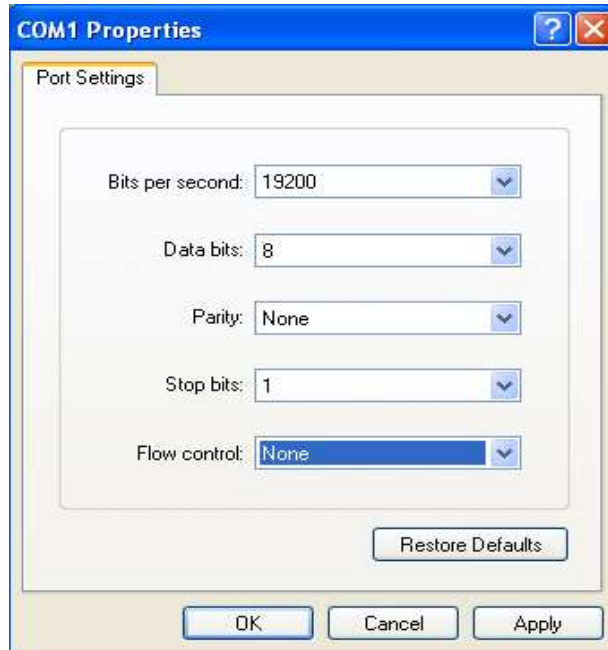 COM1 Properties
Port Settings
Bits per second: 19200
Data bits: 8
Parity: None
Stop bits: 1
Flow control: None
Restore Defaults
OK Cancel Apply